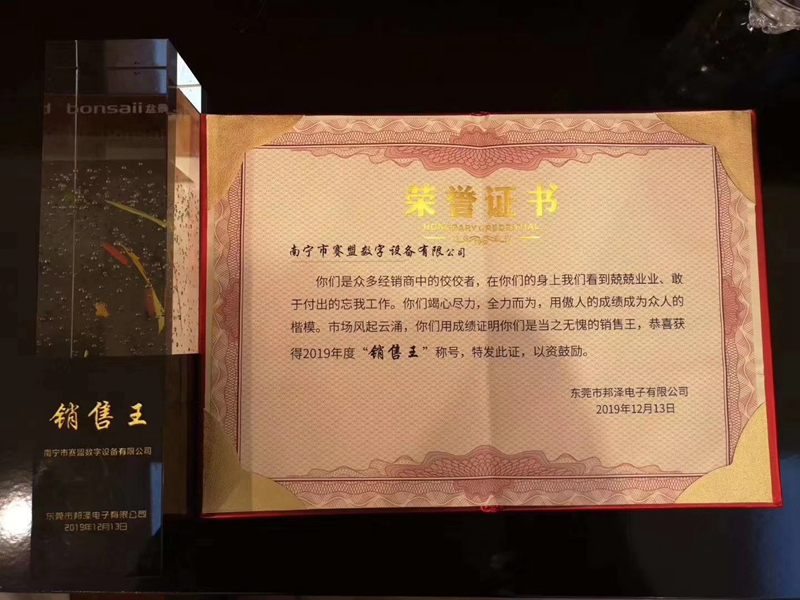 bonsaii盆景
销售王
南宁市赛盟数字设备有限公司
东莞市邦泽电子有限公司
2019年12月13日
荣誉证书
HONORARY CREDENTIAL
南宁市赛盟数字设备有限公司
你们是众多经销商中的佼佼者，在你们的身上我们看到兢兢业业、敢
于付出的忘我工作。你们竭心尽力，全力而为，用傲人的成绩成为众人的
楷模。市场风起云涌，你们用成绩证明你们是当之无愧的销售王，恭喜获
得2019年度“销售王”称号，特发此证，以资鼓励。
东莞市邦泽电子有限公司
2019年12月13日